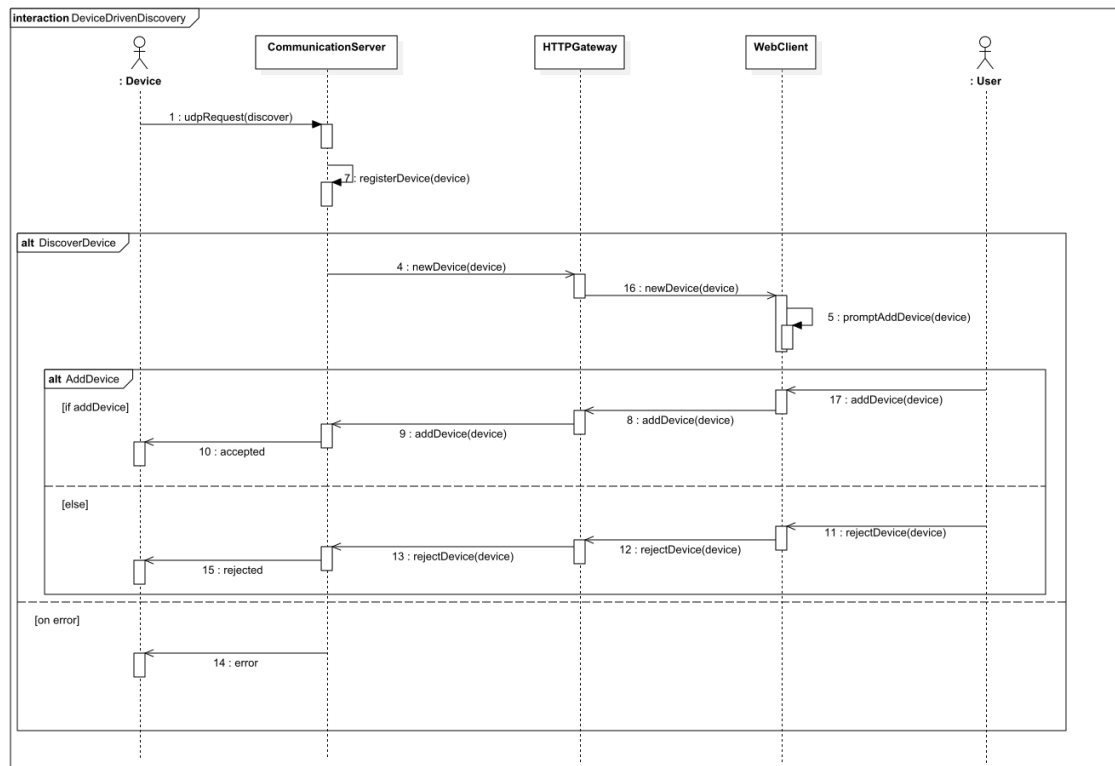 interaction DeviceDrivenDiscovery
CommunicationServer
HTTPGateway
WebClient
: Device
: User
1 : udpRequest(discover)
7 : registerDevice(device)
alt DiscoverDevice
4 : newDevice(device)
16 : newDevice(device)
5 : promptAddDevice(device)
alt AddDevice
[if addDevice]
17 : addDevice(device)
8 : addDevice(device)
9 : addDevice(device)
10 : accepted
[else]
11 : rejectDevice(device)
12 : rejectDevice(device)
13 : rejectDevice(device)
15 : rejected
[on error]
14 : error